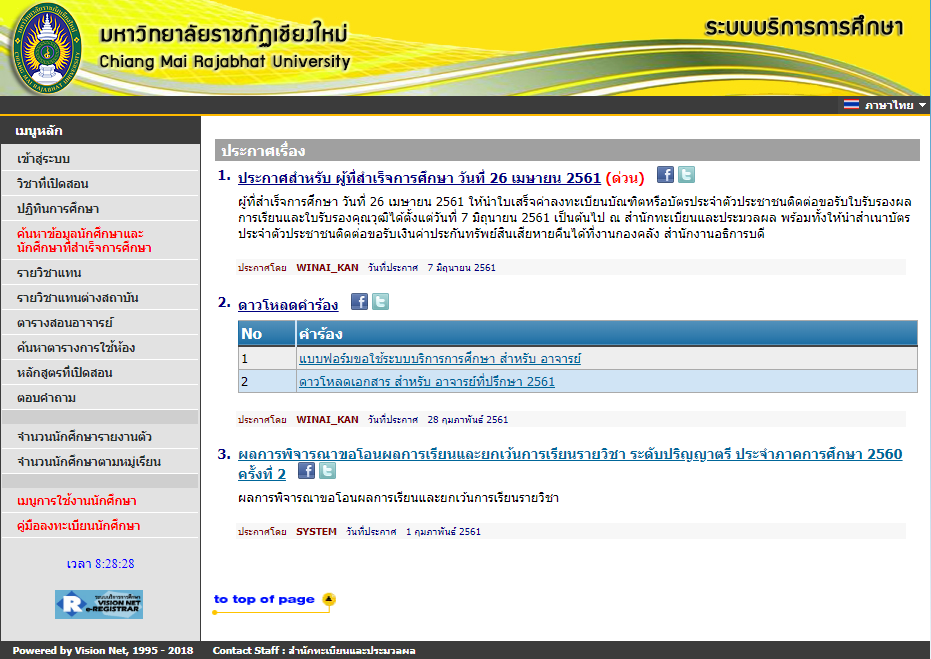 มหาวิทยาลัยราชภัฏเชียงใหม่
Chiang Mai Rajabhat University
ระบบบริการการศึกษา
ภาษาไทย
เมนูหลัก
เข้าสู่ระบบ
วิชาที่เปิดสอน
ปฏิทินการศึกษา
ค้นหาข้อมูลนักศึกษาและ
นักศึกษาที่สำเร็จการศึกษา
รายวิชาแทน
รายวิชาแทนต่างสถาบัน
ตารางสอนอาจารย์
ค้นหาตารางการใช้ห้อง
หลักสูตรที่เปิดสอน
ตอบคำถาม
จำนวนนักศึกษารายงานตัว
จำนวนนักศึกษาตามหมู่เรียน
เมนูการใช้งานนักศึกษา
คู่มือลงทะเบียนนักศึกษา
เวลา 8:28:28
ระบบบริการการศึกษา
VISION NET
e-REGISTRAR
ประกาศเรื่อง
1. ประกาศสำหรับ ผู้ที่สำเร็จการศึกษา วันที่ 26 เมษายน 2561 (ด่วน)
ผู้ที่สำเร็จการศึกษา วันที่ 26 เมษายน 2561 ให้นำใบเสร็จค่าลงทะเบียนบัณฑิตหรือบัตรประจำตัวประชาชนติดต่อขอรับใบรับรองผล
การเรียนและใบรับรองคุณวุฒิได้ตั้งแต่วันที่ 7 มิถุนายน 2561 เป็นต้นไป ณ สำนักทะเบียนและประมวลผล พร้อมทั้งให้นำสำเนาบัตร
ประจำตัวประชาชนติดต่อขอรับเงินค่าประกันทรัพย์สินเสียหายคืนได้ที่งานกองคลัง สำนักงานอธิการบดี
ประกาศโดย WINAI_KAN วันที่ประกาศ 7 มิถุนายน 2561
2. ดาวโหลดคำร้อง
No คำร้อง
1 แบบฟอร์มขอใช้ระบบบริการการศึกษา สำหรับ อาจารย์
2 ดาวโหลดเอกสาร สำหรับ อาจารย์ที่ปรึกษา 2561
ประกาศโดย WINAI_KAN วันที่ประกาศ 28 กุมภาพันธ์ 2561
3. ผลการพิจารณาขอโอนผลการเรียนและยกเว้นการเรียนรายวิชา ระดับปริญญาตรี ประจำภาคการศึกษา 2560
ครั้งที่ 2
ผลการพิจารณาขอโอนผลการเรียนและยกเว้นการเรียนรายวิชา
ประกาศโดย SYSTEM วันที่ประกาศ 1 กุมภาพันธ์ 2561
to top of page
Powered by Vision Net, 1995 - 2018 Contact Staff : สำนักทะเบียนและประมวลผล